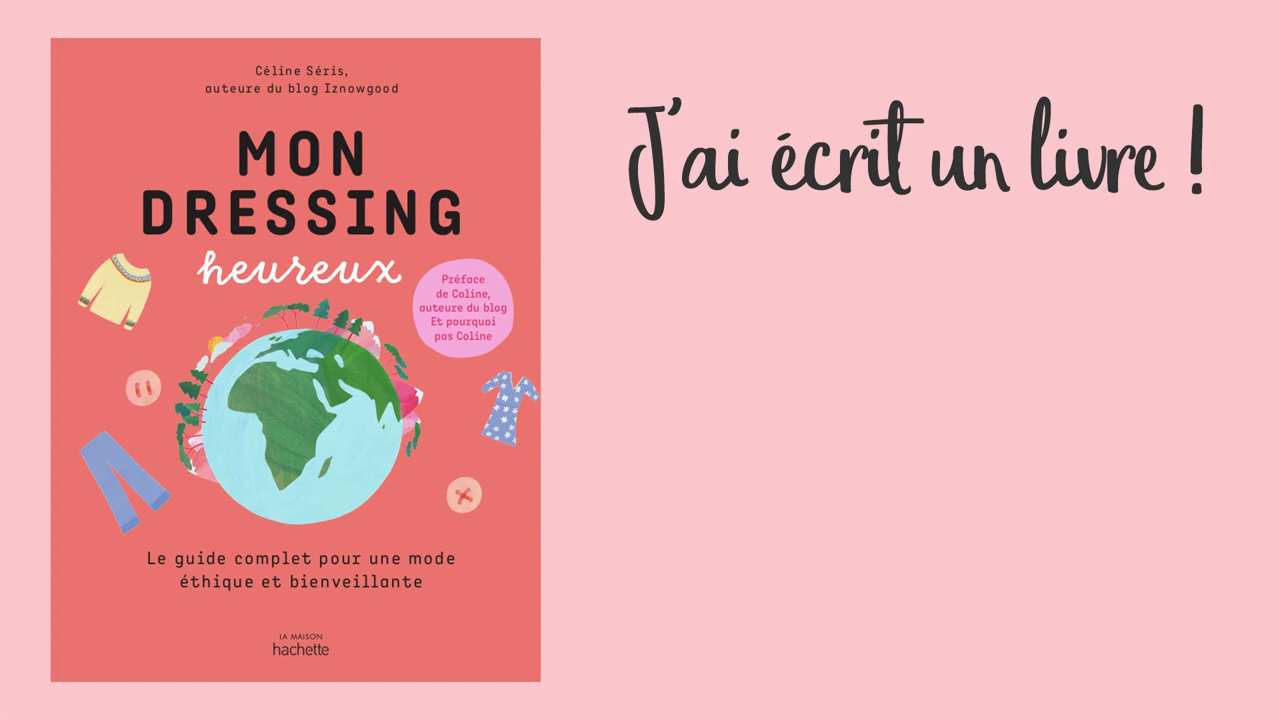 Céline Séris,
auteure du blog Iznowgood
MON
DRESSING
heureux
Préface
de Coline,
auteure du blog
Et pourquoi
pas Coline
Le guide complet pour une mode
éthique et bienveillante
LA MAISON
hachette
J'ai écrit un livre !